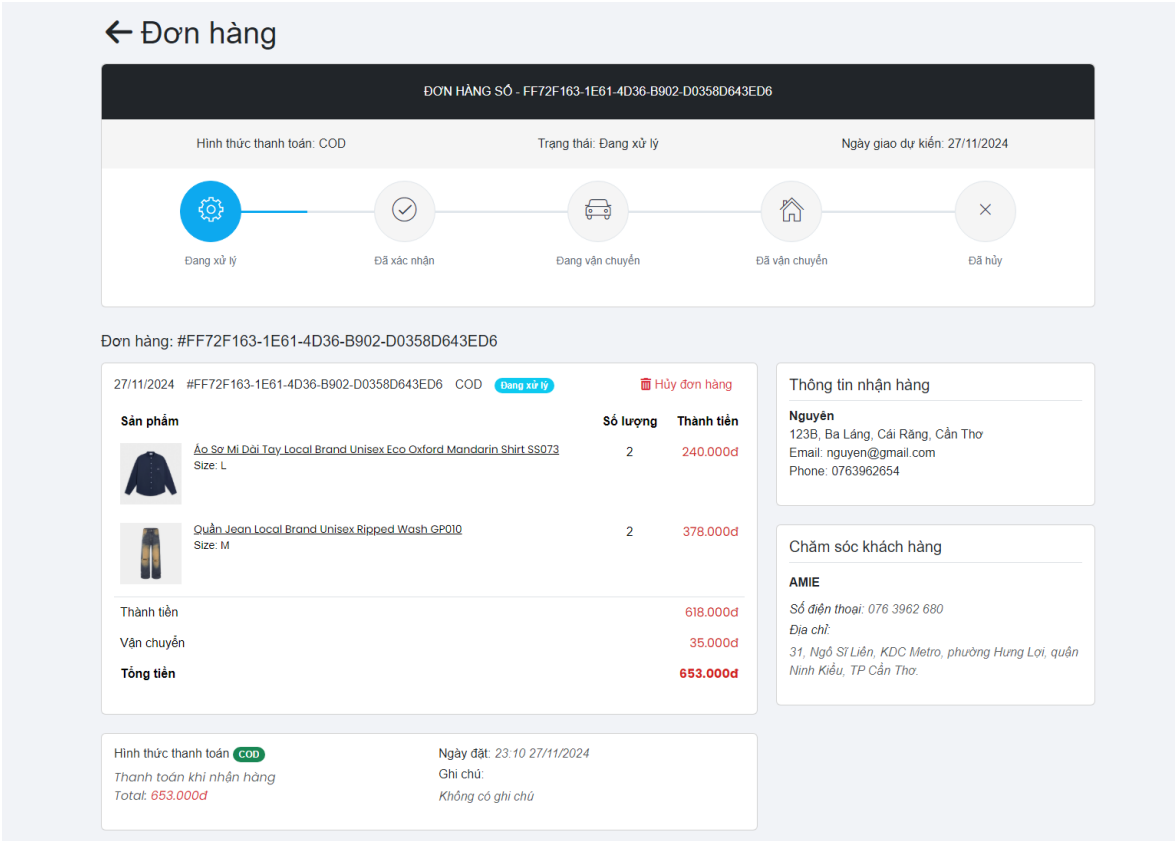 Đơn hàng
ĐƠN HÀNG SỐ - FF72F163-1E61-4D36-B902-D0358D643ED6
Hình thức thanh toán: COD
Trạng thái: Đang xử lý
Ngày giao dự kiến: 27/11/2024
Đang xử lý
Đã xác nhận
Đang vận chuyển
Đã vận chuyển
Đã hủy
Đơn hàng: #FF72F163-1E61-4D36-B902-D0358D643ED6
27/11/2024 #FF72F163-1E61-4D36-B902-D0358D643ED6 COD Đang xử lý Hủy đơn hàng
Sản phẩm Số lượng Thành tiền
Áo Sơ Mi Dài Tay Local Brand Unisex Eco Oxford Mandarin Shirt SS073 2 240.000đ
Size: L
Quần Jean Local Brand Unisex Ripped Wash GP010 2 378.000đ
Size: M
Thành tiền 618.000đ
Vận chuyển 35.000đ
Tổng tiền 653.000đ
Thông tin nhận hàng
Nguyên
123B, Ba Láng, Cái Răng, Cần Thơ
Email: nguyen@gmail.com
Phone: 0763962654
Chăm sóc khách hàng
AMIE
Số điện thoại: 076 3962 680
Địa chỉ:
31, Ngô Sĩ Liên, KDC Metro, phường Hưng Lợi, quận
Ninh Kiều, TP Cần Thơ.
Hình thức thanh toán COD
Thanh toán khi nhận hàng
Total: 653.000đ
Ngày đặt: 23:10 27/11/2024
Ghi chú:
Không có ghi chú